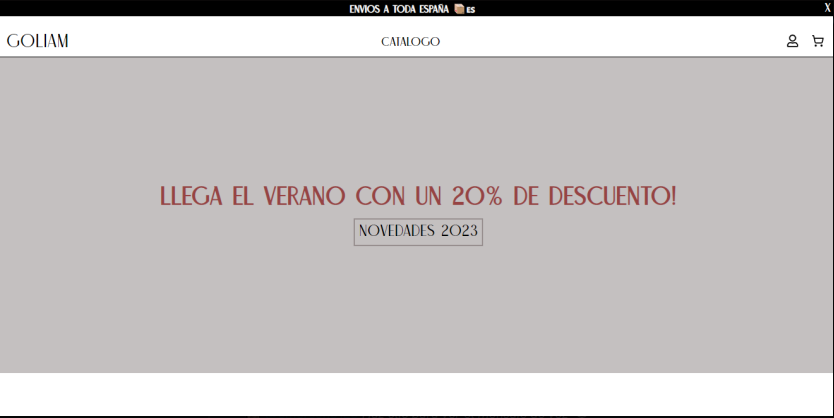 ENVIOS A TODA ESPAÑA 📦 ES
X
GOLIAM
CATALOGO
LLEGA EL VERANO CON UN 20% DE DESCUENTO!
NOVEDADES 2023